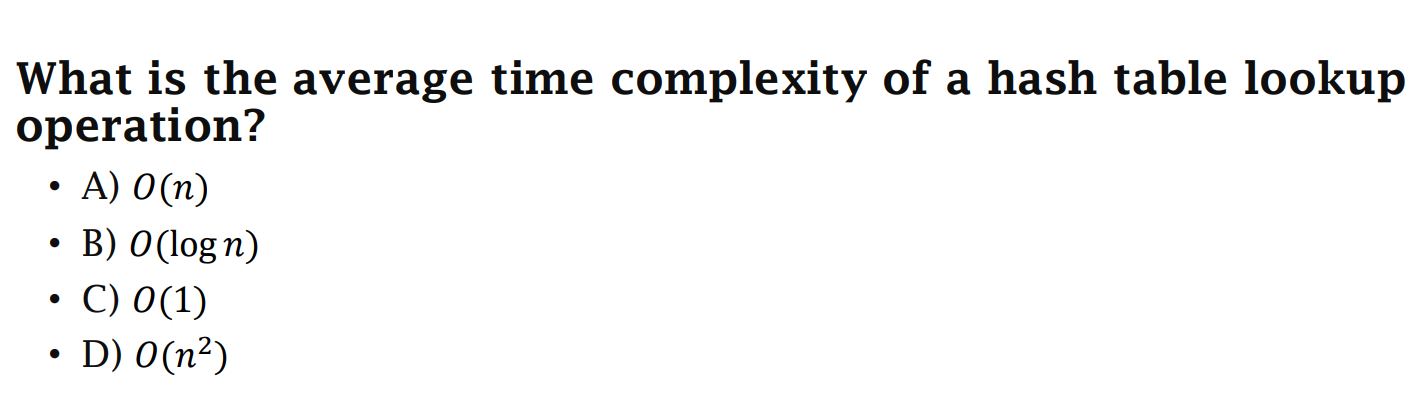 What is the average time complexity of a hash table lookup
operation?
• A) O(n)
• B) O(log n)
• C) O(1)
• D) O(n²)